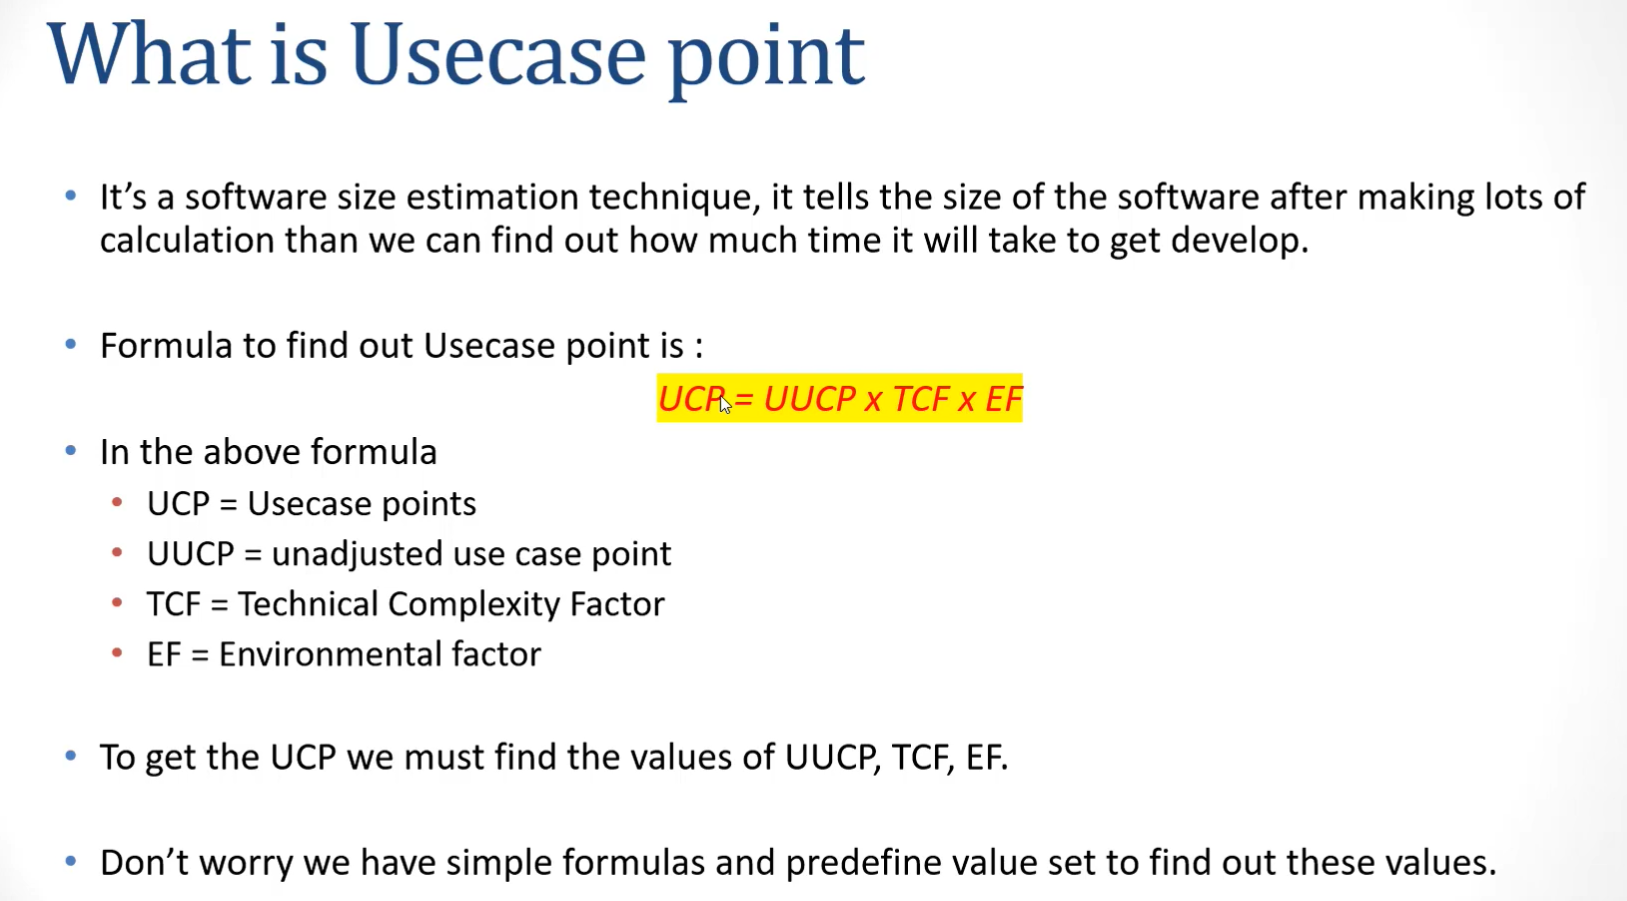 What is Usecase point
• It’s a software size estimation technique, it tells the size of the software after making lots of
calculation than we can find out how much time it will take to get develop.
• Formula to find out Usecase point is :
UCP = UUCP x TCF x EF
• In the above formula
• UCP = Usecase points
• UUCP = unadjusted use case point
• TCF = Technical Complexity Factor
• EF = Environmental factor
• To get the UCP we must find the values of UUCP, TCF, EF.
• Don’t worry we have simple formulas and predefine value set to find out these values.